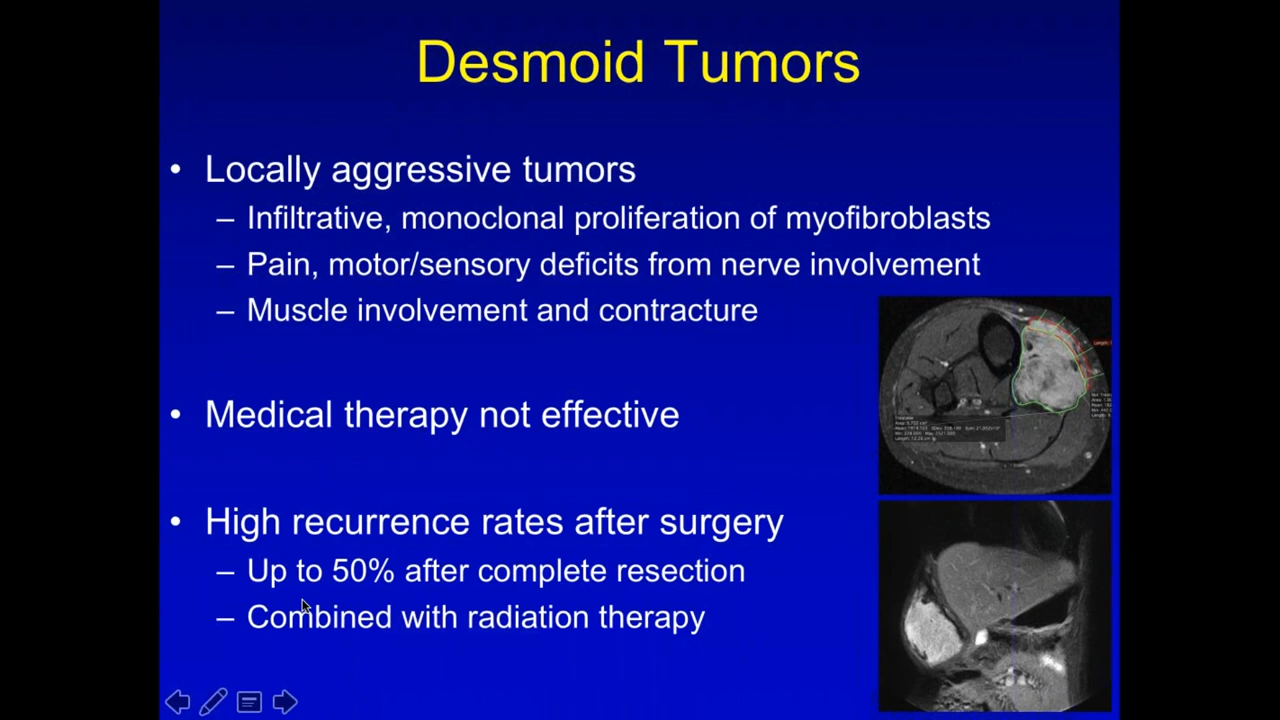 Desmoid Tumors
• Locally aggressive tumors
– Infiltrative, monoclonal proliferation of myofibroblasts
– Pain, motor/sensory deficits from nerve involvement
– Muscle involvement and contracture
• Medical therapy not effective
• High recurrence rates after surgery
– Up to 50% after complete resection
– Combined with radiation therapy